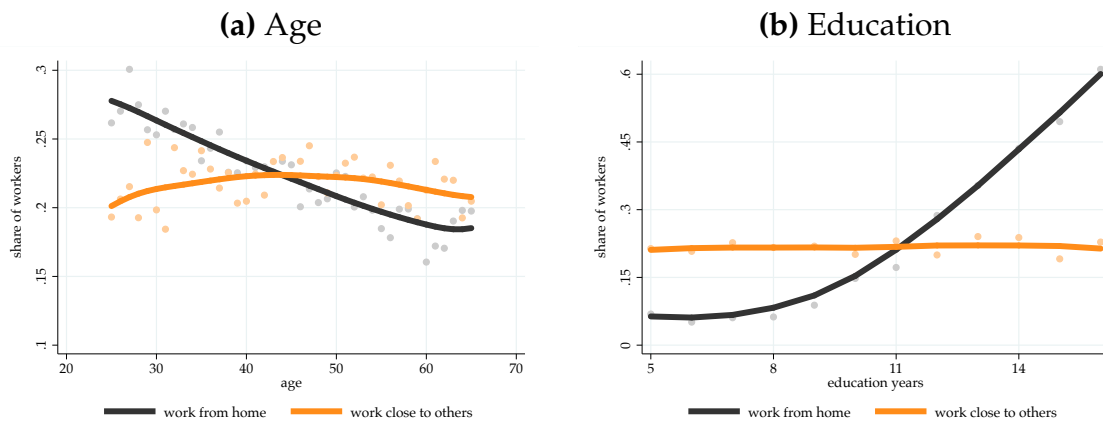 (a) Age
share of workers
.3
.25
.2
.15
.1
20 30 40 50 60 70
age
work from home work close to others
(b) Education
share of workers
.6
.45
.3
.15
0
5 8 11 14
education years
work from home work close to others